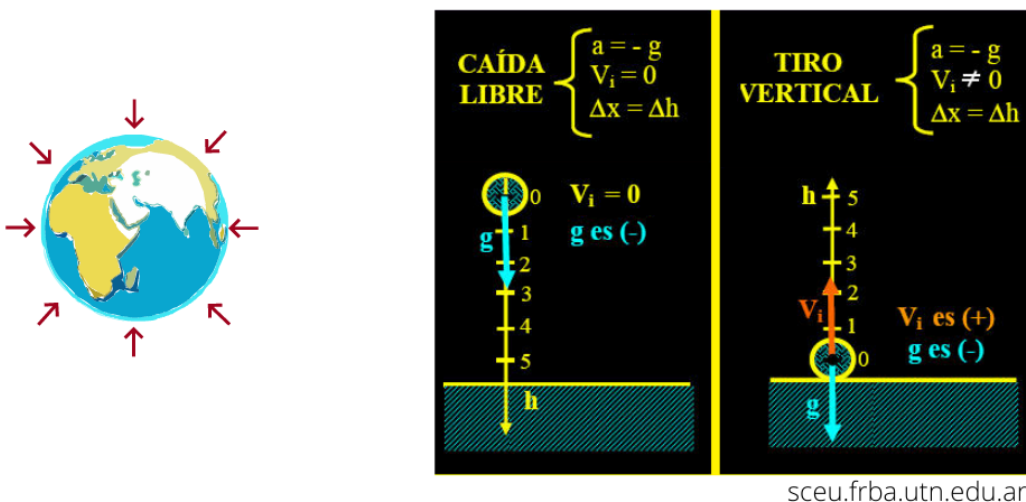 CAÍDA
LIBRE
a = - g
Vᵢ = 0
Δx = Δh
0
1
2
3
4
5
g
h
Vᵢ = 0
g es (-)
TIRO
VERTICAL
a = - g
Vᵢ ≠ 0
Δx = Δh
h
5
4
3
2
1
0
Vᵢ
g
Vᵢ es (+)
g es (-)
sceu.frba.utn.edu.ar